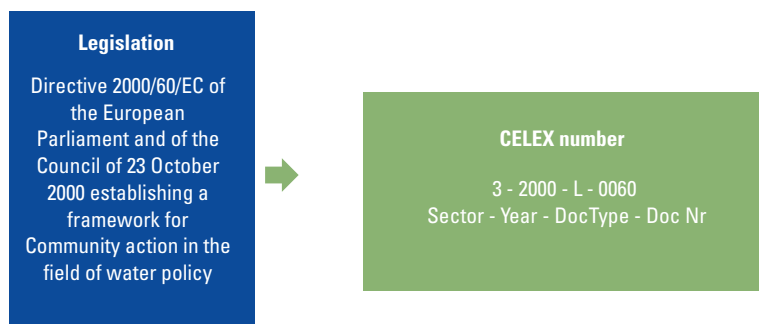 Legislation
Directive 2000/60/EC of
the European
Parliament and of the
Council of 23 October
2000 establishing a
framework for
Community action in the
field of water policy
CELEX number
3 - 2000 - L - 0060
Sector - Year - DocType - Doc Nr